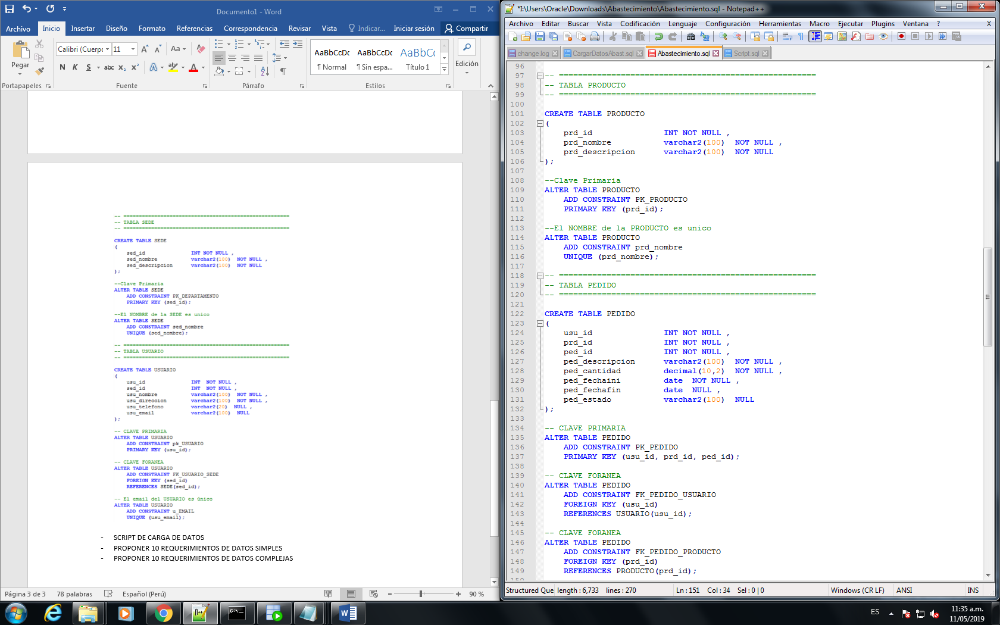 Documento1 - Word
Archivo Inicio Insertar Diseño Formato Referencias Correspondencia Revisar Vista Indicar... Iniciar sesión Compartir
Pegar
Calibri (Cuerp 11
Aa
N K S abc x₂ x² A ab A
AaBbCcDc AaBbCcDc AaBbCc
¶ Normal ¶ Sin espa... Título 1
Edición
Portapapeles Fuente Párrafo Estilos
-- =====================================================
-- TABLA SEDE
-- =====================================================
CREATE TABLE SEDE
(
sed_id INT NOT NULL ,
sed_nombre varchar2(100) NOT NULL ,
sed_descripcion varchar2(100) NOT NULL
);
--Clave Primaria
ALTER TABLE SEDE
ADD CONSTRAINT PK_DEPARTAMENTO
PRIMARY KEY (sed_id);
--El NOMBRE de la SEDE es unico
ALTER TABLE SEDE
ADD CONSTRAINT sed_nombre
UNIQUE (sed_nombre);
-- =====================================================
-- TABLA USUARIO
-- =====================================================
CREATE TABLE USUARIO
(
usu_id INT NOT NULL ,
sed_id INT NOT NULL ,
usu_nombre varchar2(100) NOT NULL ,
usu_direccion varchar2(100) NOT NULL ,
usu_telefono varchar2(20) NULL ,
usu_email varchar2(100) NULL
);
-- CLAVE PRIMARIA
ALTER TABLE USUARIO
ADD CONSTRAINT pk_USUARIO
PRIMARY KEY (usu_id);
-- CLAVE FORANEA
ALTER TABLE USUARIO
ADD CONSTRAINT FK_USUARIO_SEDE
FOREIGN KEY (sed_id)
REFERENCES SEDE(sed_id);
-- El email del USUARIO es único
ALTER TABLE USUARIO
ADD CONSTRAINT u_EMAIL
UNIQUE (usu_email);
- SCRIPT DE CARGA DE DATOS
- PROPONER 10 REQUERIMIENTOS DE DATOS SIMPLES
- PROPONER 10 REQUERIMIENTOS DE DATOS COMPLEJAS
Página 3 de 3 78 palabras Español (Perú) 90 %
*I:\Users\Oracle\Downloads\Abastecimiento\Abastecimiento.sql - Notepad++
Archivo Editar Buscar Vista Codificación Lenguaje Configuración Herramientas Macro Ejecutar Plugins Ventana ? X
change.log CargarDatosAbast.sql Abastecimiento.sql Script.sql
96
97 -- ======================================================
98 -- TABLA PRODUCTO
99 -- ======================================================
100
101 CREATE TABLE PRODUCTO
102 (
103 prd_id INT NOT NULL ,
104 prd_nombre varchar2(100) NOT NULL ,
105 prd_descripcion varchar2(100) NOT NULL
106 );
107
108 --Clave Primaria
109 ALTER TABLE PRODUCTO
110 ADD CONSTRAINT PK_PRODUCTO
111 PRIMARY KEY (prd_id);
112
113 --El NOMBRE de la PRODUCTO es unico
114 ALTER TABLE PRODUCTO
115 ADD CONSTRAINT prd_nombre
116 UNIQUE (prd_nombre);
117
118 -- ======================================================
119 -- TABLA PEDIDO
120 -- ======================================================
121
122 CREATE TABLE PEDIDO
123 (
124 usu_id INT NOT NULL ,
125 prd_id INT NOT NULL ,
126 ped_id INT NOT NULL ,
127 ped_descripcion varchar2(100) NOT NULL ,
128 ped_cantidad decimal(10,2) NOT NULL ,
129 ped_fechaini date NOT NULL ,
130 ped_fechafin date NULL ,
131 ped_estado varchar2(100) NULL
132 );
133
134 -- CLAVE PRIMARIA
135 ALTER TABLE PEDIDO
136 ADD CONSTRAINT PK_PEDIDO
137 PRIMARY KEY (usu_id, prd_id, ped_id);
138
139 -- CLAVE FORANEA
140 ALTER TABLE PEDIDO
141 ADD CONSTRAINT FK_PEDIDO_USUARIO
142 FOREIGN KEY (usu_id)
143 REFERENCES USUARIO(usu_id);
144
145 -- CLAVE FORANEA
146 ALTER TABLE PEDIDO
147 ADD CONSTRAINT FK_PEDIDO_PRODUCTO
148 FOREIGN KEY (prd_id)
149 REFERENCES PRODUCTO(prd_id);
150
Structured Que length : 6,733 lines : 270 Ln : 151 Col : 34 Sel : 0 | 0 Windows (CR LF) ANSI INS
ES
11:35 a.m.
11/05/2019